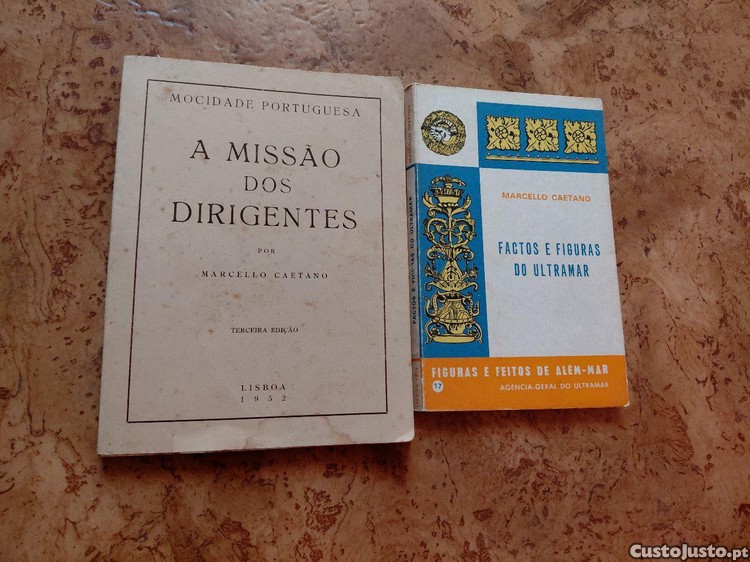 MOCIDADE PORTUGUESA
A MISSÃO
DOS
DIRIGENTES
POR
MARCELLO CAETANO
TERCEIRA EDIÇÃO
LISBOA
1952
FACTOS E FIGURAS DO ULTRAMAR
MARCELLO CAETANO
FACTOS E FIGURAS
DO ULTRAMAR
FIGURAS E FEITOS DE ALÉM-MAR
17
AGÊNCIA-GERAL DO ULTRAMAR
CustoJusto.pt